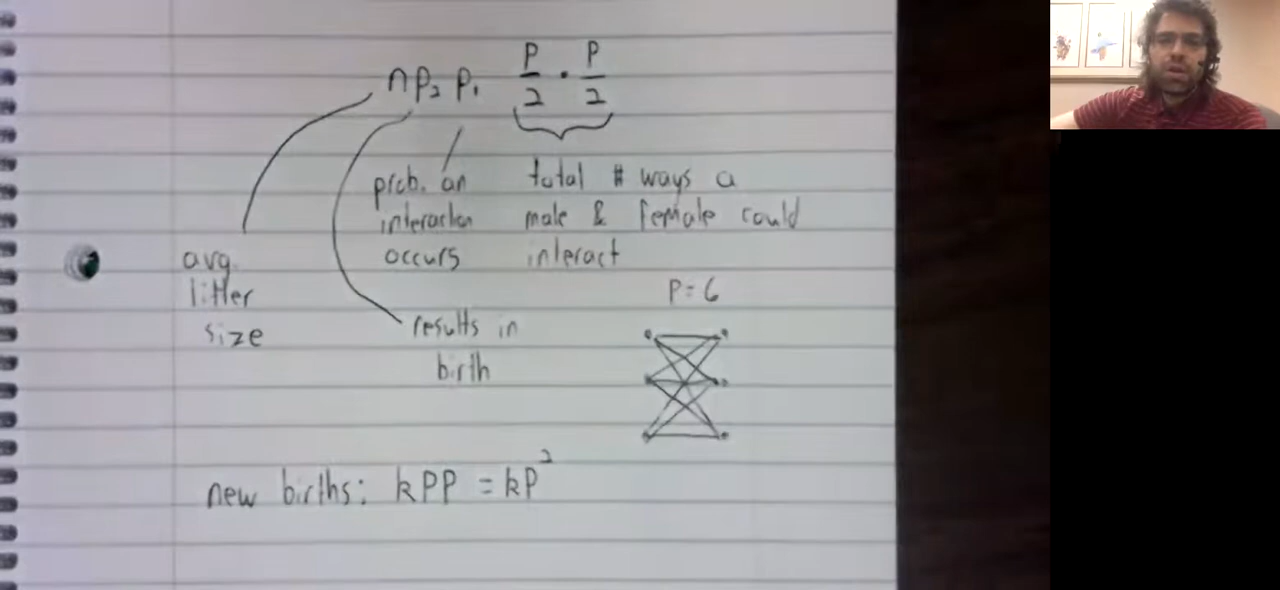 n p₂ p₁ P/2 · P/2
prob. an
interaction
occurs
total # ways a
male & female could
interact
avg.
litter
size
results in
birth
P=6
new births: kPP = kP²